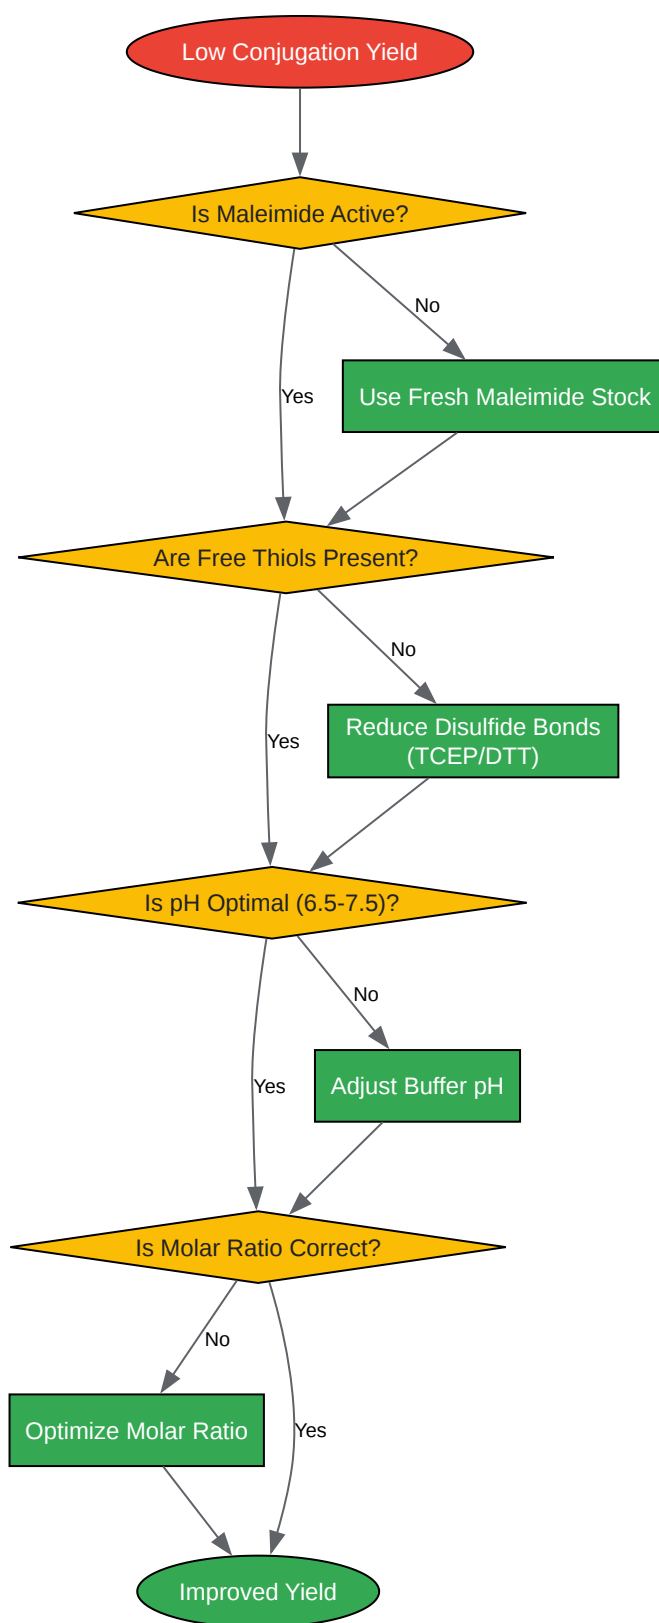 Low Conjugation Yield
Is Maleimide Active?
No
Yes
Use Fresh Maleimide Stock
Are Free Thiols Present?
No
Yes
Reduce Disulfide Bonds
(TCEP/DTT)
Is pH Optimal (6.5-7.5)?
No
Yes
Adjust Buffer pH
Is Molar Ratio Correct?
No
Optimize Molar Ratio
Yes
Improved Yield